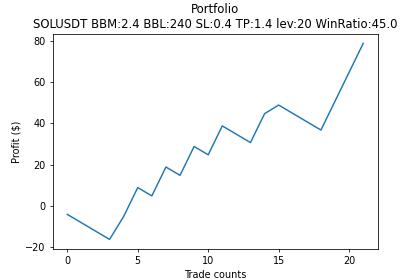 Portfolio
SOLUSDT BBM:2.4 BBL:240 SL:0.4 TP:1.4 lev:20 WinRatio:45.0
80
60
40
20
0
−20
Profit ($)
0 5 10 15 20
Trade counts